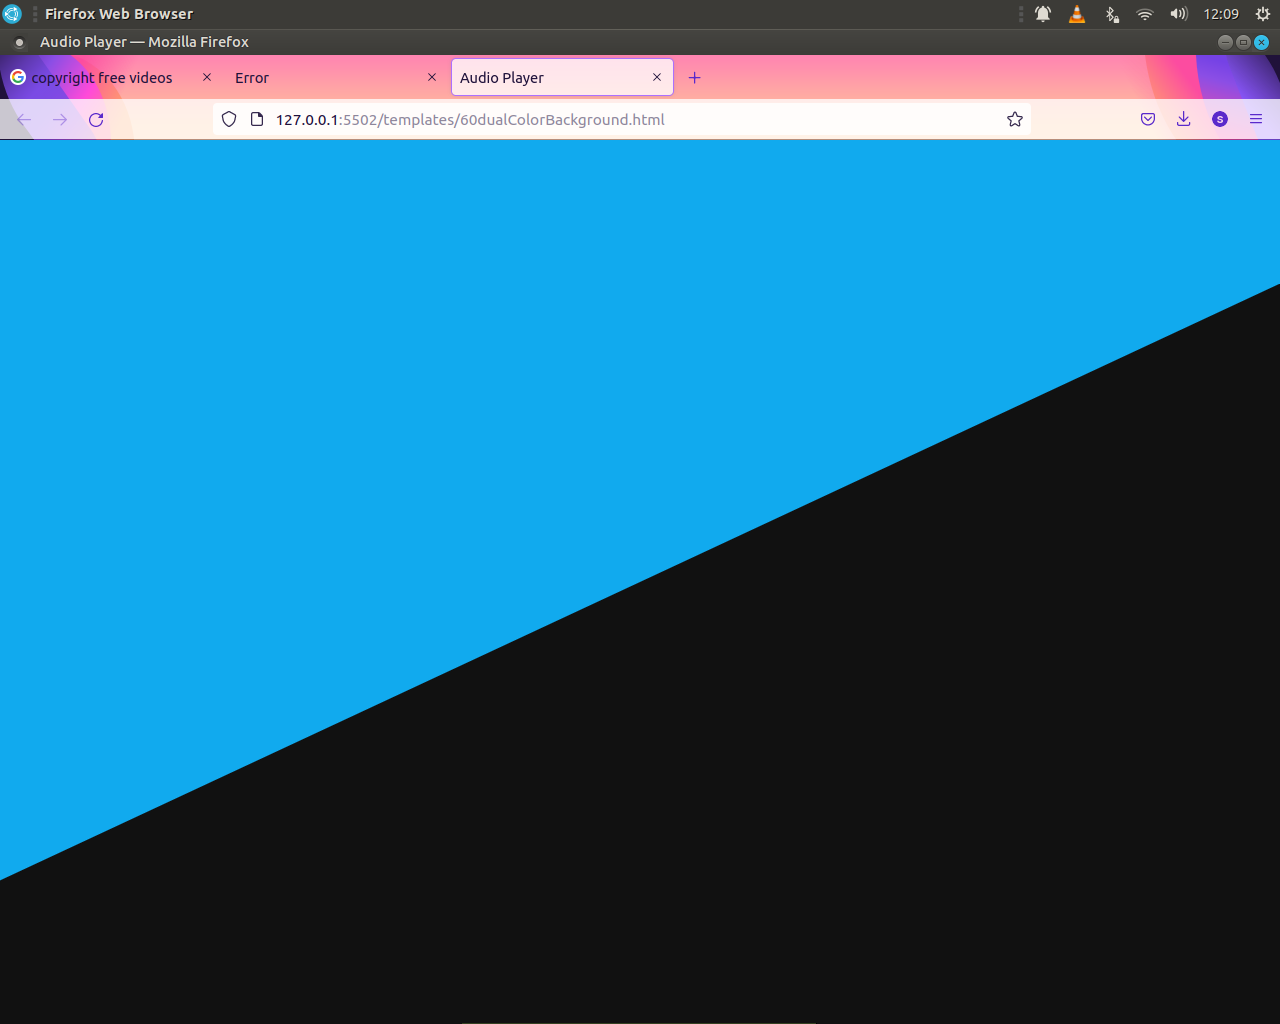 Firefox Web Browser 12:09
Audio Player — Mozilla Firefox
copyright free videos Error Audio Player
127.0.0.1:5502/templates/60dualColorBackground.html S